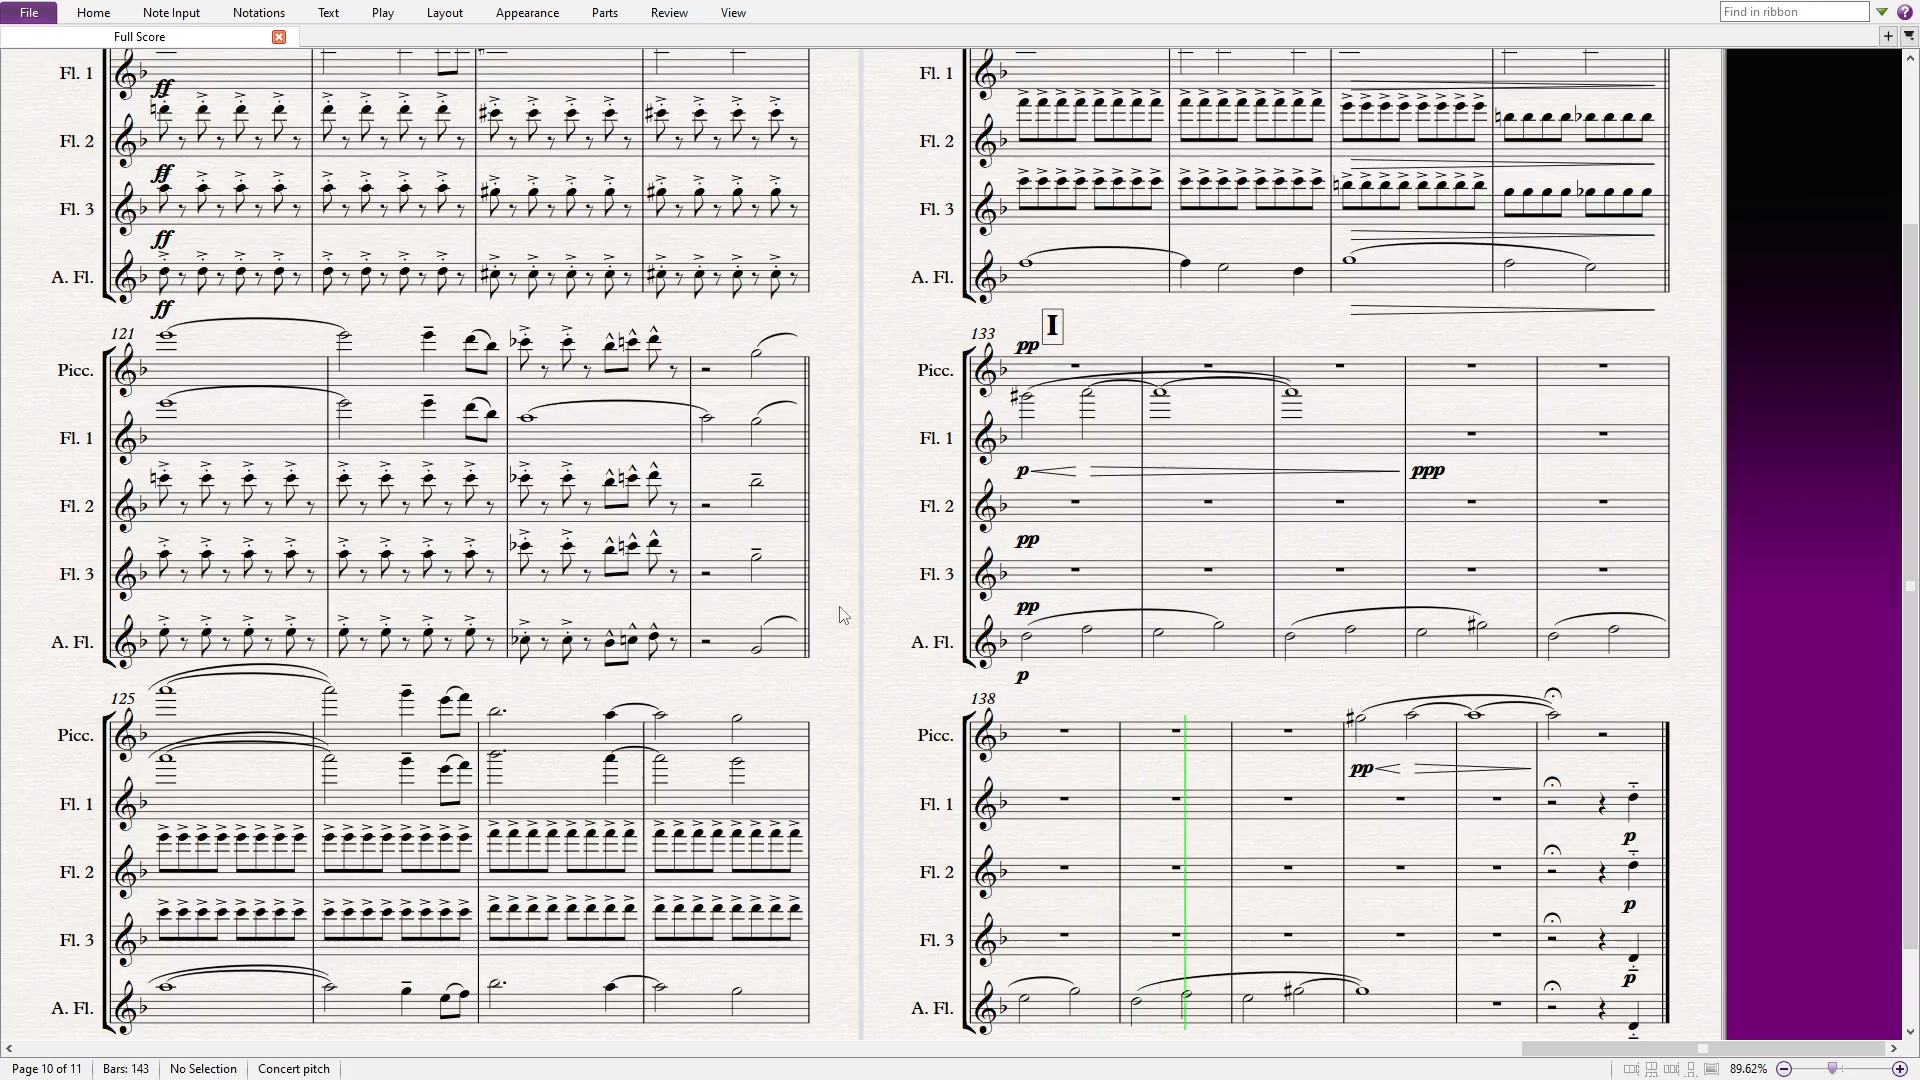 File Home Note Input Notations Text Play Layout Appearance Parts Review View Find in ribbon
Full Score
Fl. 1
ff
Fl. 2
ff
Fl. 3
ff
A. Fl.
ff
121
Picc.
Fl. 1
Fl. 2
Fl. 3
A. Fl.
125
Picc.
Fl. 1
Fl. 2
Fl. 3
A. Fl.
Fl. 1
Fl. 2
Fl. 3
A. Fl.
133 I
pp
Picc.
Fl. 1
p ppp
Fl. 2
pp
Fl. 3
pp
A. Fl.
p
138
Picc.
pp
Fl. 1
p
Fl. 2
p
Fl. 3
p
A. Fl.
Page 10 of 11 Bars: 143 No Selection Concert pitch 89.62%